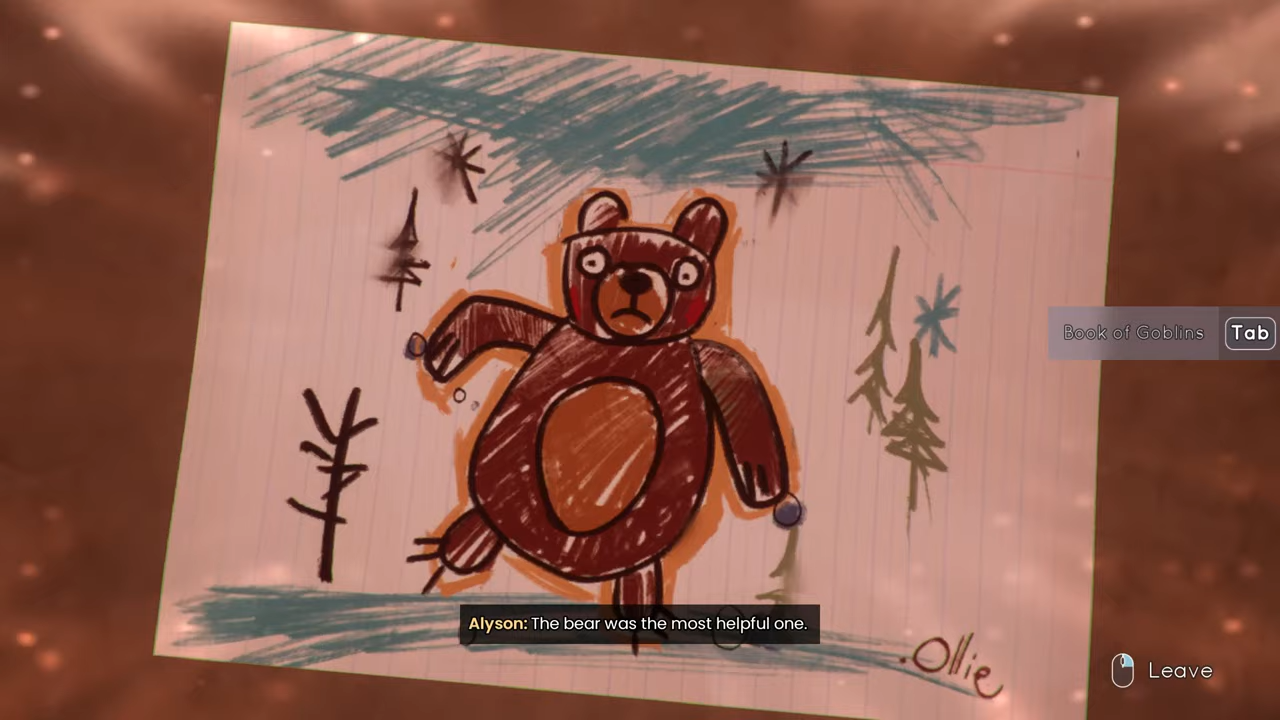 Book of Goblins Tab
Alyson: The bear was the most helpful one.
Ollie
Leave